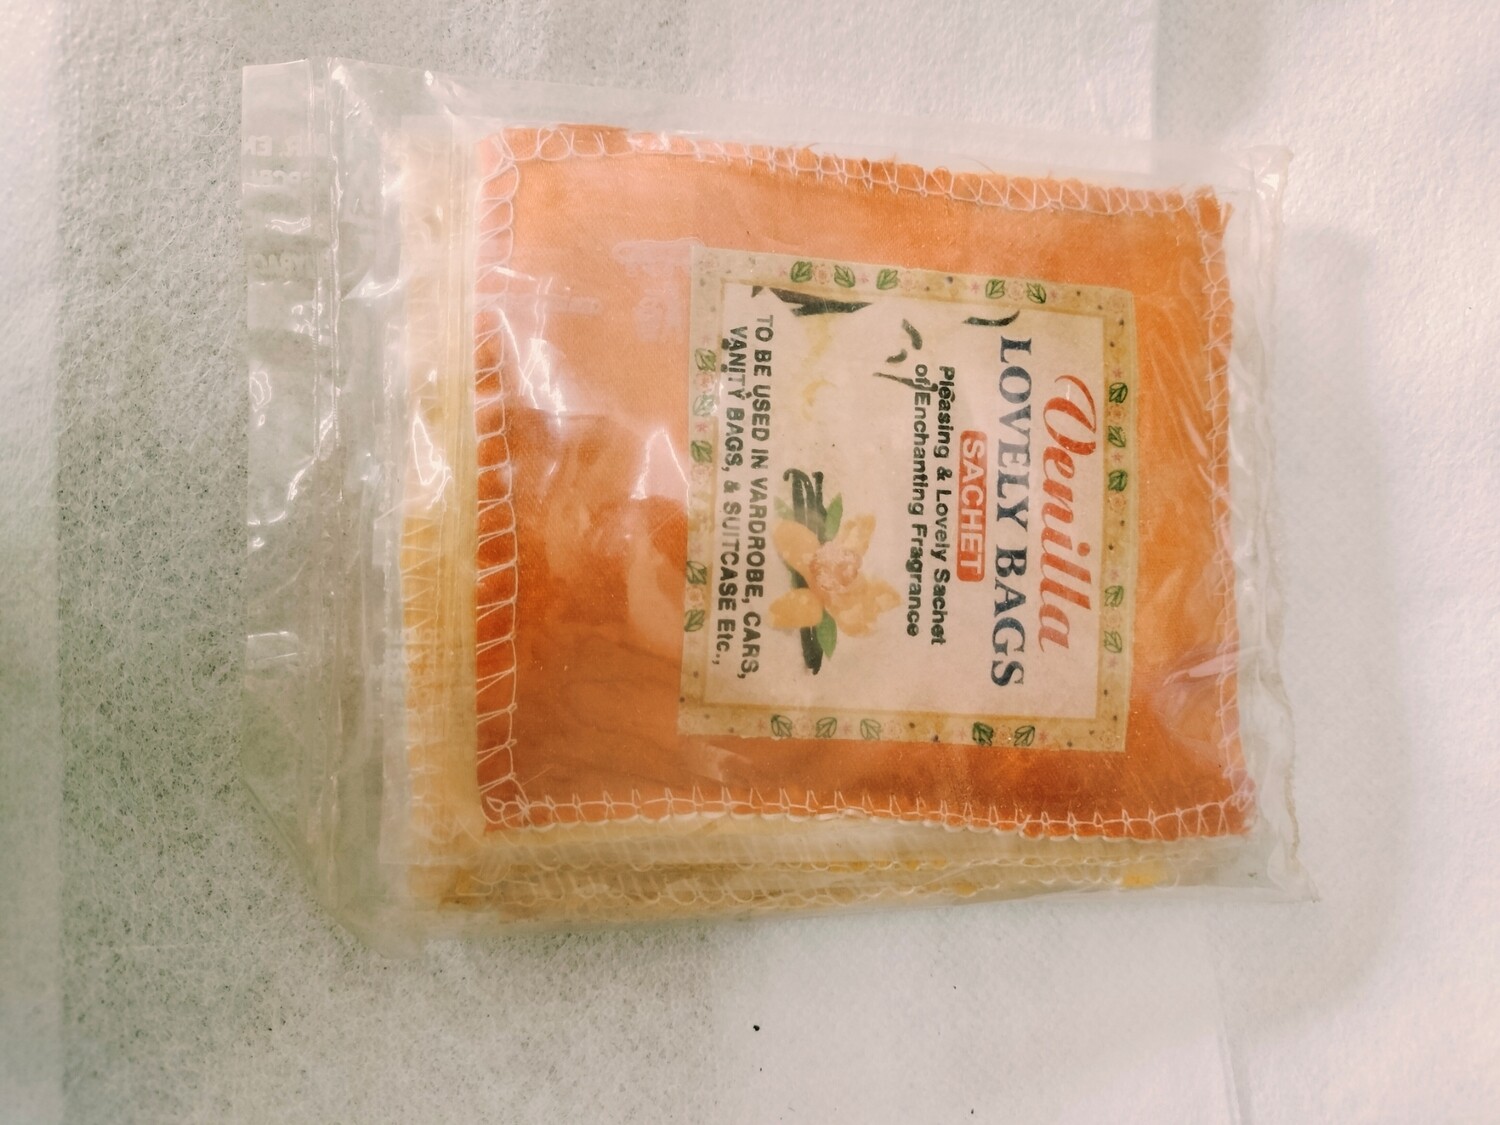 Venilla
LOVELY BAGS
SACHET
Pleasing & Lovely Sachet
of Enchanting Fragrance
TO BE USED IN VARDROBE, CARS,
VANITY BAGS, & SUITCASE Etc.,